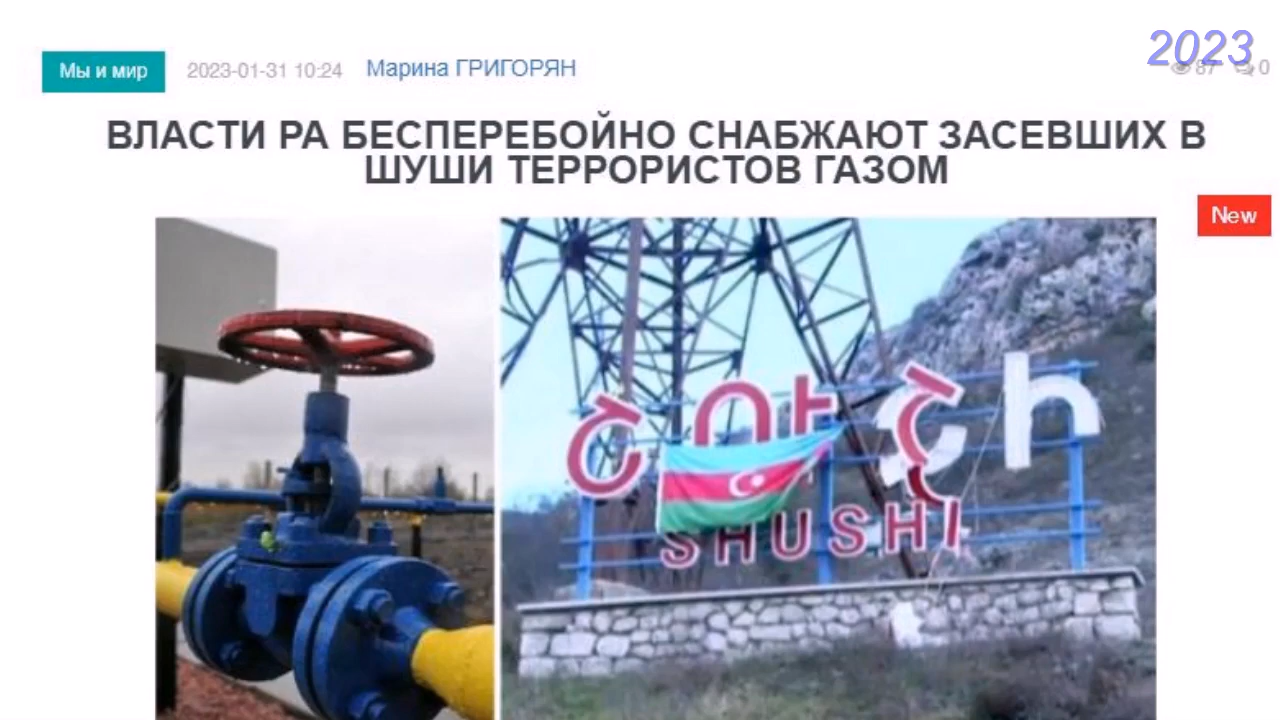 2023
Мы и мир 2023-01-31 10:24 Марина ГРИГОРЯН 87 0
ВЛАСТИ РА БЕСПЕРЕБОЙНО СНАБЖАЮТ ЗАСЕВШИХ В
ШУШИ ТЕРРОРИСТОВ ГАЗОМ
New
Շուշի
SHUSHI